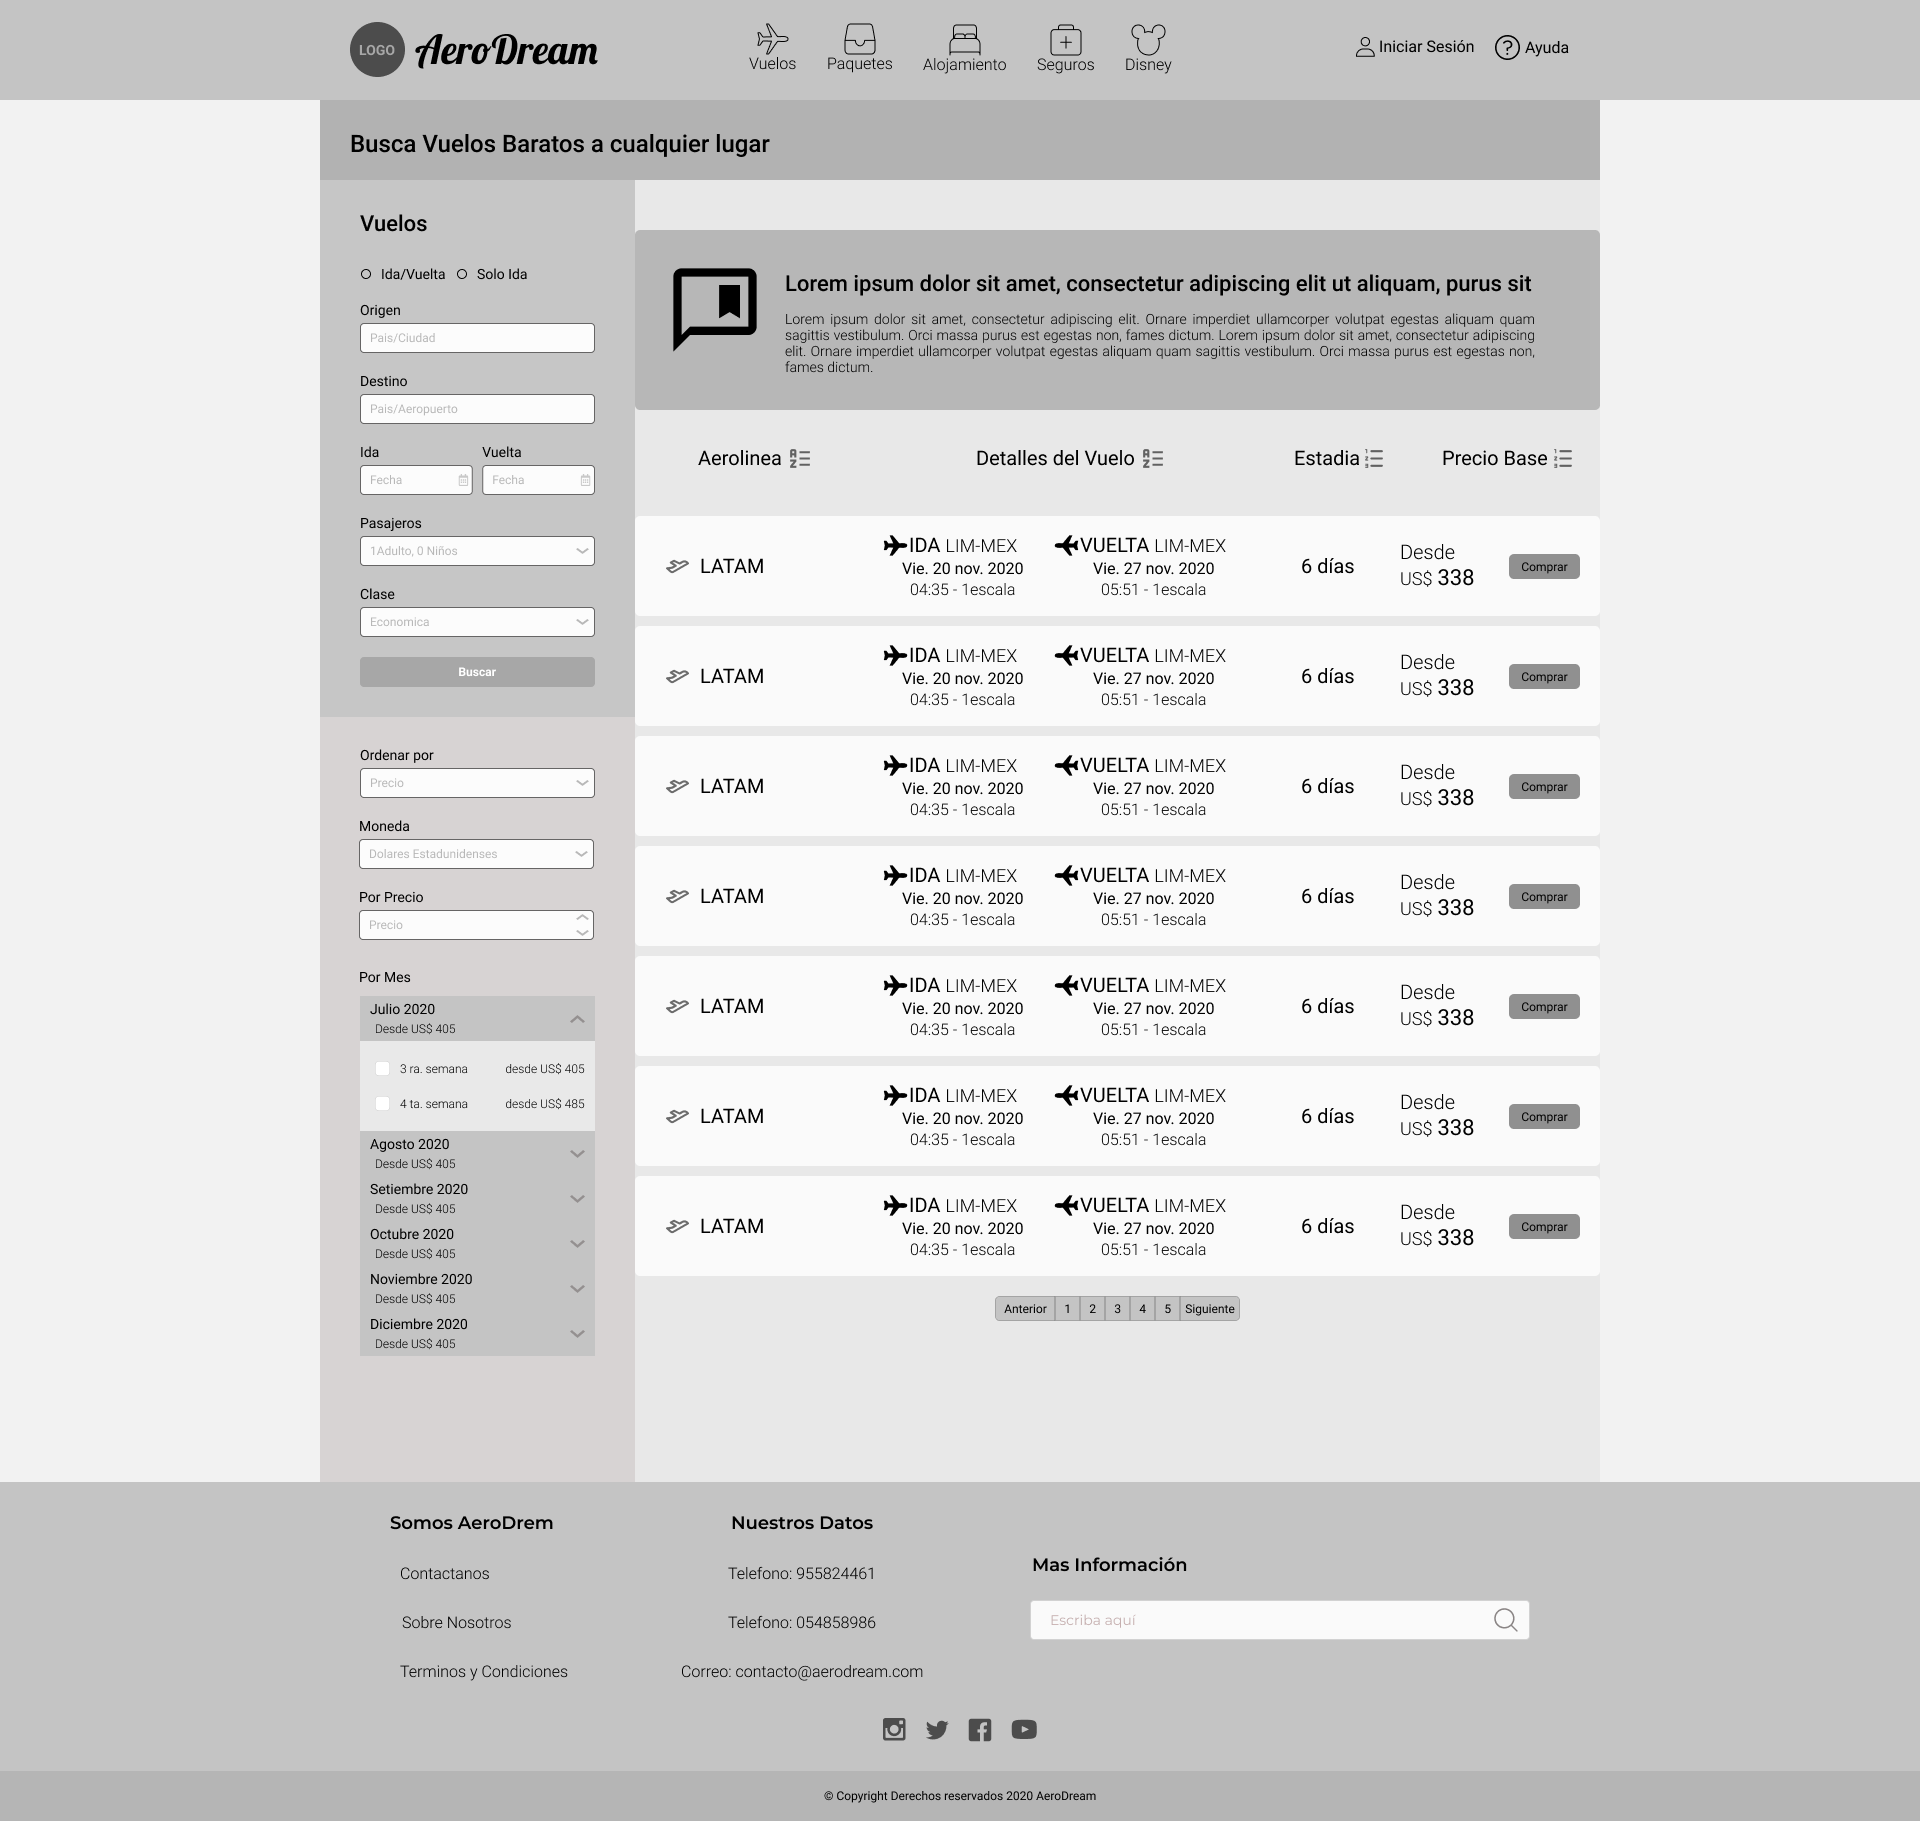 LOGO AeroDream
Vuelos
Paquetes
Alojamiento
Seguros
Disney
Iniciar Sesión
Ayuda
Busca Vuelos Baratos a cualquier lugar
Vuelos
Ida/Vuelta Solo Ida
Origen
Pais/Ciudad
Destino
Pais/Aeropuerto
Ida Vuelta
Fecha Fecha
Pasajeros
1Adulto, 0 Niños
Clase
Economica
Buscar
Ordenar por
Precio
Moneda
Dolares Estadunidenses
Por Precio
Precio
Por Mes
Julio 2020
Desde US$ 405
3 ra. semana desde US$ 405
4 ta. semana desde US$ 485
Agosto 2020
Desde US$ 405
Setiembre 2020
Desde US$ 405
Octubre 2020
Desde US$ 405
Noviembre 2020
Desde US$ 405
Diciembre 2020
Desde US$ 405
Lorem ipsum dolor sit amet, consectetur adipiscing elit ut aliquam, purus sit
Lorem ipsum dolor sit amet, consectetur adipiscing elit. Ornare imperdiet ullamcorper volutpat egestas aliquam quam
sagittis vestibulum. Orci massa purus est egestas non, fames dictum. Lorem ipsum dolor sit amet, consectetur adipiscing
elit. Ornare imperdiet ullamcorper volutpat egestas aliquam quam sagittis vestibulum. Orci massa purus est egestas non,
fames dictum.
Aerolinea Detalles del Vuelo Estadia Precio Base
LATAM
IDA LIM-MEX
Vie. 20 nov. 2020
04:35 - 1escala
VUELTA LIM-MEX
Vie. 27 nov. 2020
05:51 - 1escala
6 días
Desde
US$ 338
Comprar
LATAM
IDA LIM-MEX
Vie. 20 nov. 2020
04:35 - 1escala
VUELTA LIM-MEX
Vie. 27 nov. 2020
05:51 - 1escala
6 días
Desde
US$ 338
Comprar
LATAM
IDA LIM-MEX
Vie. 20 nov. 2020
04:35 - 1escala
VUELTA LIM-MEX
Vie. 27 nov. 2020
05:51 - 1escala
6 días
Desde
US$ 338
Comprar
LATAM
IDA LIM-MEX
Vie. 20 nov. 2020
04:35 - 1escala
VUELTA LIM-MEX
Vie. 27 nov. 2020
05:51 - 1escala
6 días
Desde
US$ 338
Comprar
LATAM
IDA LIM-MEX
Vie. 20 nov. 2020
04:35 - 1escala
VUELTA LIM-MEX
Vie. 27 nov. 2020
05:51 - 1escala
6 días
Desde
US$ 338
Comprar
LATAM
IDA LIM-MEX
Vie. 20 nov. 2020
04:35 - 1escala
VUELTA LIM-MEX
Vie. 27 nov. 2020
05:51 - 1escala
6 días
Desde
US$ 338
Comprar
LATAM
IDA LIM-MEX
Vie. 20 nov. 2020
04:35 - 1escala
VUELTA LIM-MEX
Vie. 27 nov. 2020
05:51 - 1escala
6 días
Desde
US$ 338
Comprar
Anterior 1 2 3 4 5 Siguiente
Somos AeroDrem
Contactanos
Sobre Nosotros
Terminos y Condiciones
Nuestros Datos
Telefono: 955824461
Telefono: 054858986
Correo: contacto@aerodream.com
Mas Información
Escriba aquí
© Copyright Derechos reservados 2020 AeroDream